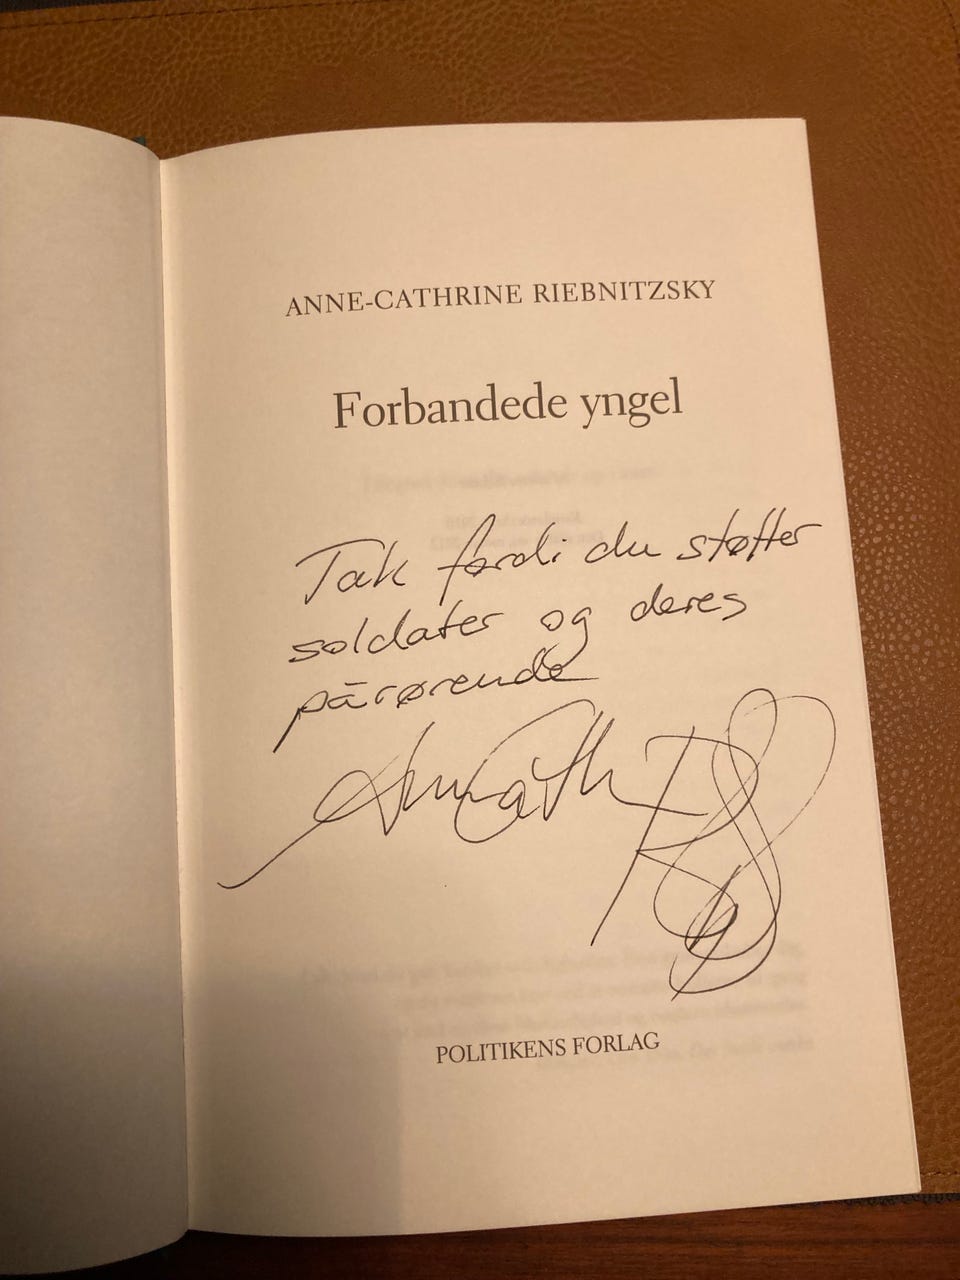 ANNE-CATHRINE RIEBNITZSKY
Forbandede yngel
Tak fordi du støtter
soldater og deres
pårørende
POLITIKENS FORLAG